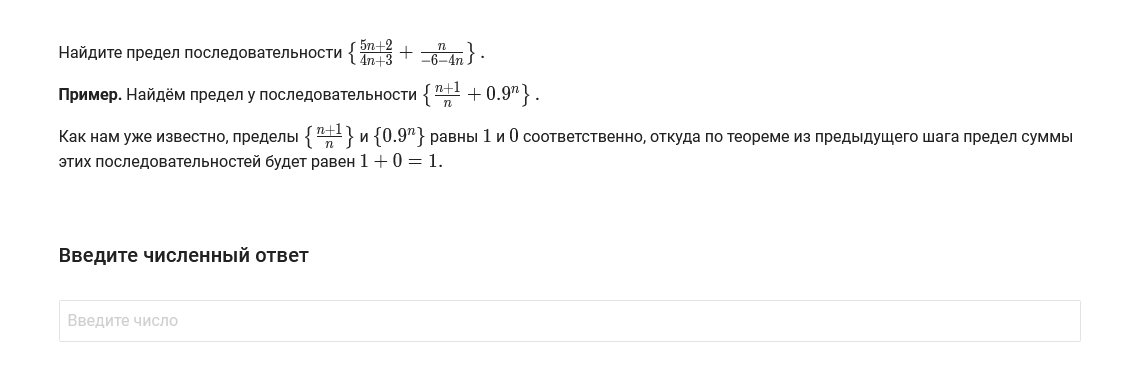 Найдите предел последовательности $\left\{\frac{5n+2}{4n+3} + \frac{n}{-6-4n}\right\}$.
Пример. Найдём предел у последовательности $\left\{\frac{n+1}{n} + 0.9^n\right\}$.
Как нам уже известно, пределы $\left\{\frac{n+1}{n}\right\}$ и $\{0.9^n\}$ равны 1 и 0 соответственно, откуда по теореме из предыдущего шага предел суммы
этих последовательностей будет равен 1 + 0 = 1.
Введите численный ответ
Введите число